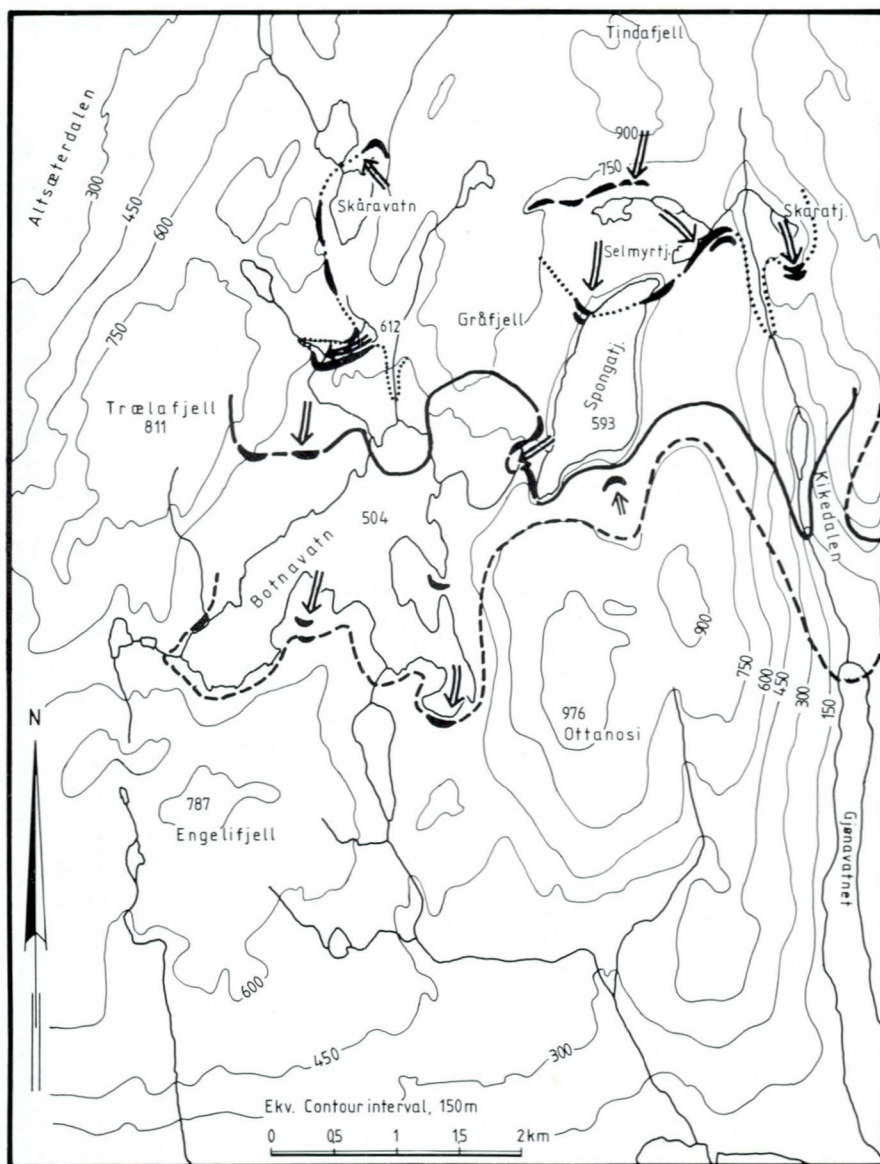 Tindafjell
Altsæterdalen
300
450
600
750
900
750
Skåravatn
Skaratj.
Selmyrtj.
612
Gråfjell
Spongatj.
593
Trælafjell
811
504
Botnavatn
Kikedalen
900
750
600
450
300
150
N
976
Ottanosi
787
Engelifjell
Gjønavatnet
600
450
300
Ekv. Contour interval, 150m
0 0,5 1 1,5 2 km